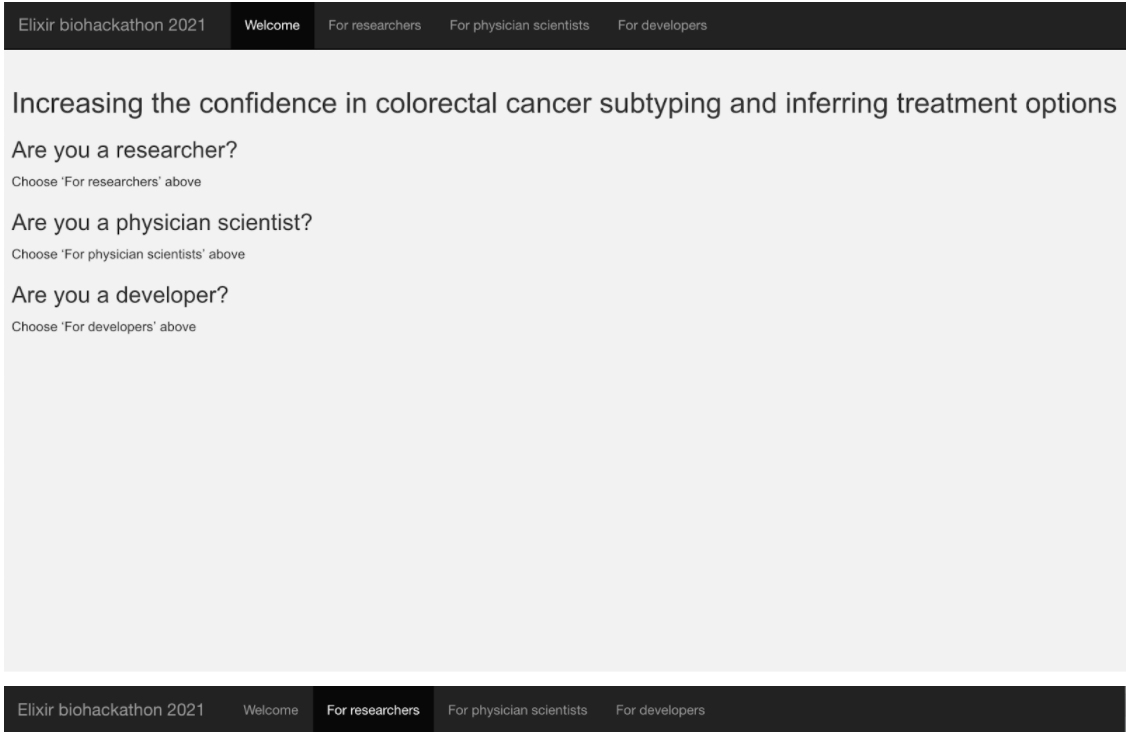 Elixir biohackathon 2021 Welcome For researchers For physician scientists For developers
Increasing the confidence in colorectal cancer subtyping and inferring treatment options
Are you a researcher?
Choose ‘For researchers’ above
Are you a physician scientist?
Choose ‘For physician scientists’ above
Are you a developer?
Choose ‘For developers’ above
Elixir biohackathon 2021 Welcome For researchers For physician scientists For developers